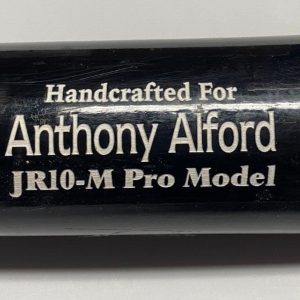 Handcrafted For
Anthony Alford
JR10-M Pro Model